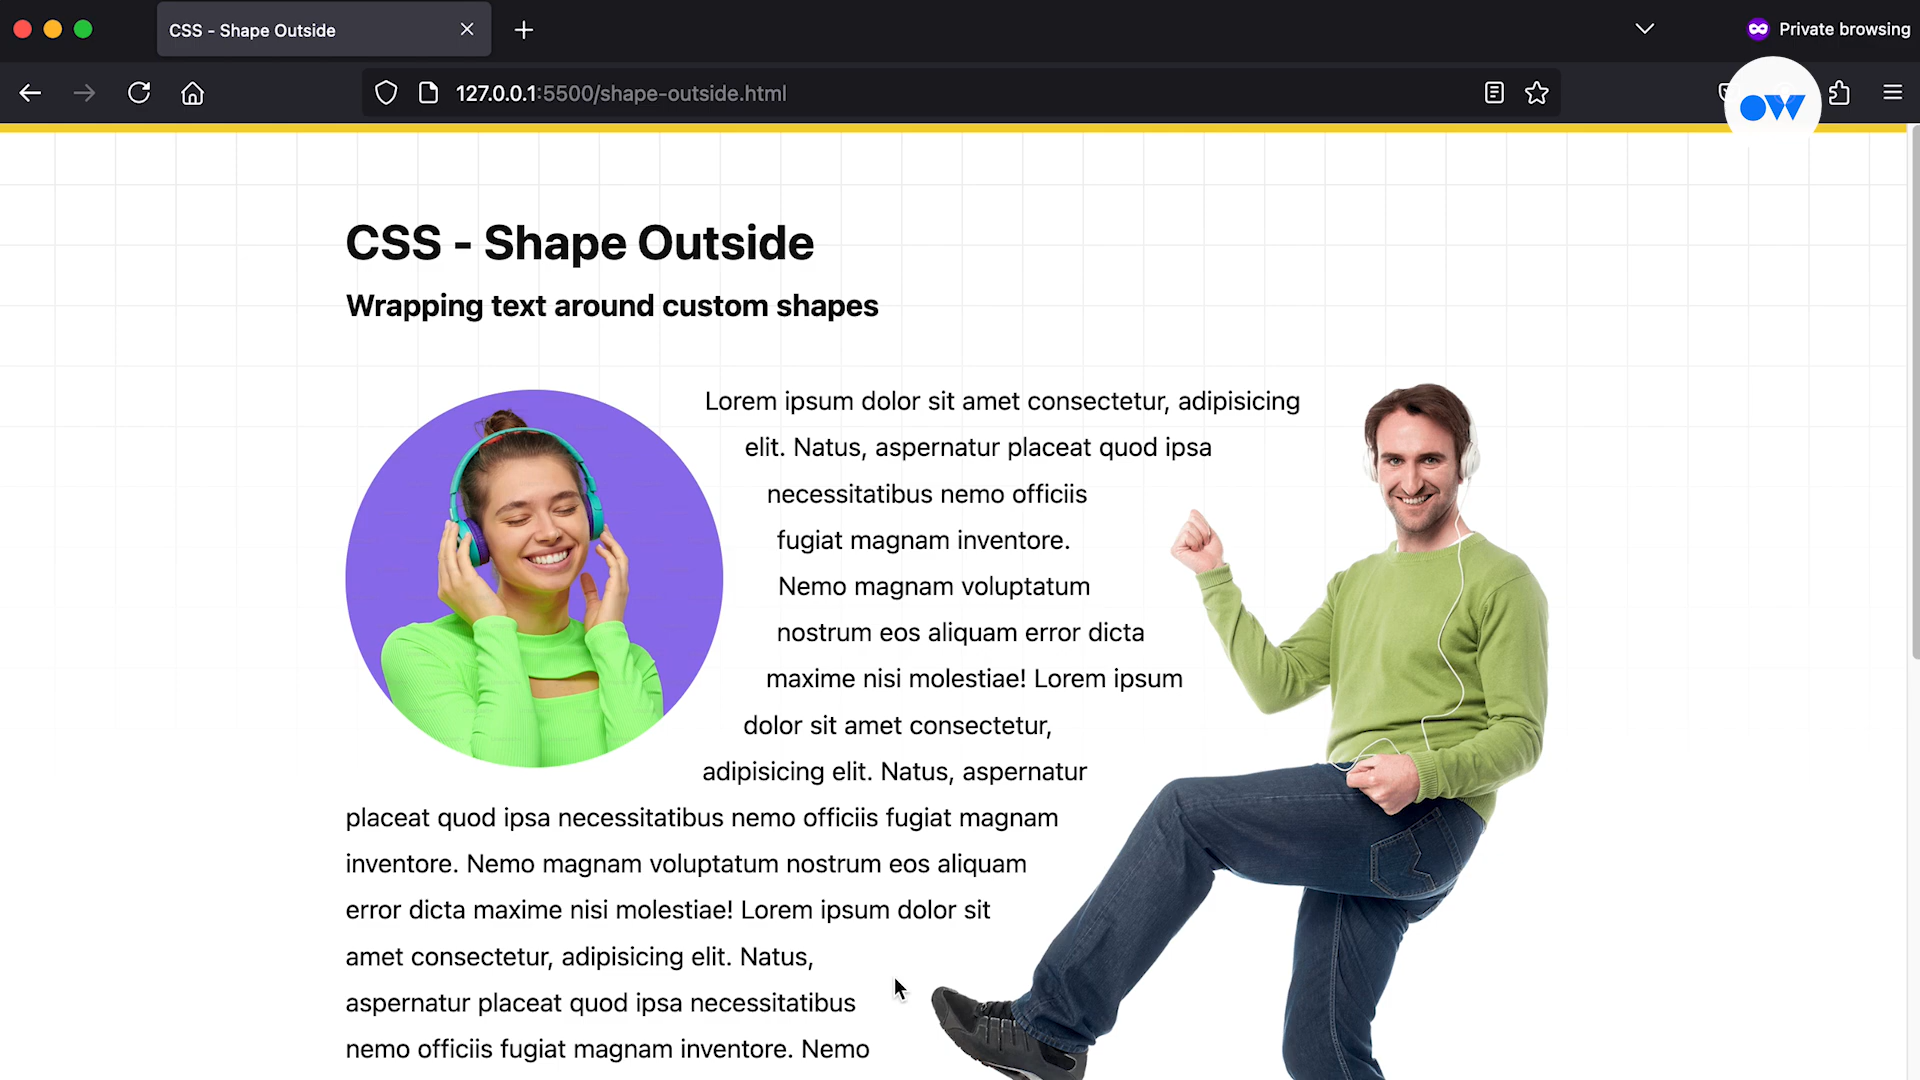 CSS - Shape Outside
Private browsing
127.0.0.1:5500/shape-outside.html
OW
CSS - Shape Outside
Wrapping text around custom shapes
Lorem ipsum dolor sit amet consectetur, adipisicing
elit. Natus, aspernatur placeat quod ipsa
necessitatibus nemo officiis
fugiat magnam inventore.
Nemo magnam voluptatum
nostrum eos aliquam error dicta
maxime nisi molestiae! Lorem ipsum
dolor sit amet consectetur,
adipisicing elit. Natus, aspernatur
placeat quod ipsa necessitatibus nemo officiis fugiat magnam
inventore. Nemo magnam voluptatum nostrum eos aliquam
error dicta maxime nisi molestiae! Lorem ipsum dolor sit
amet consectetur, adipisicing elit. Natus,
aspernatur placeat quod ipsa necessitatibus
nemo officiis fugiat magnam inventore. Nemo